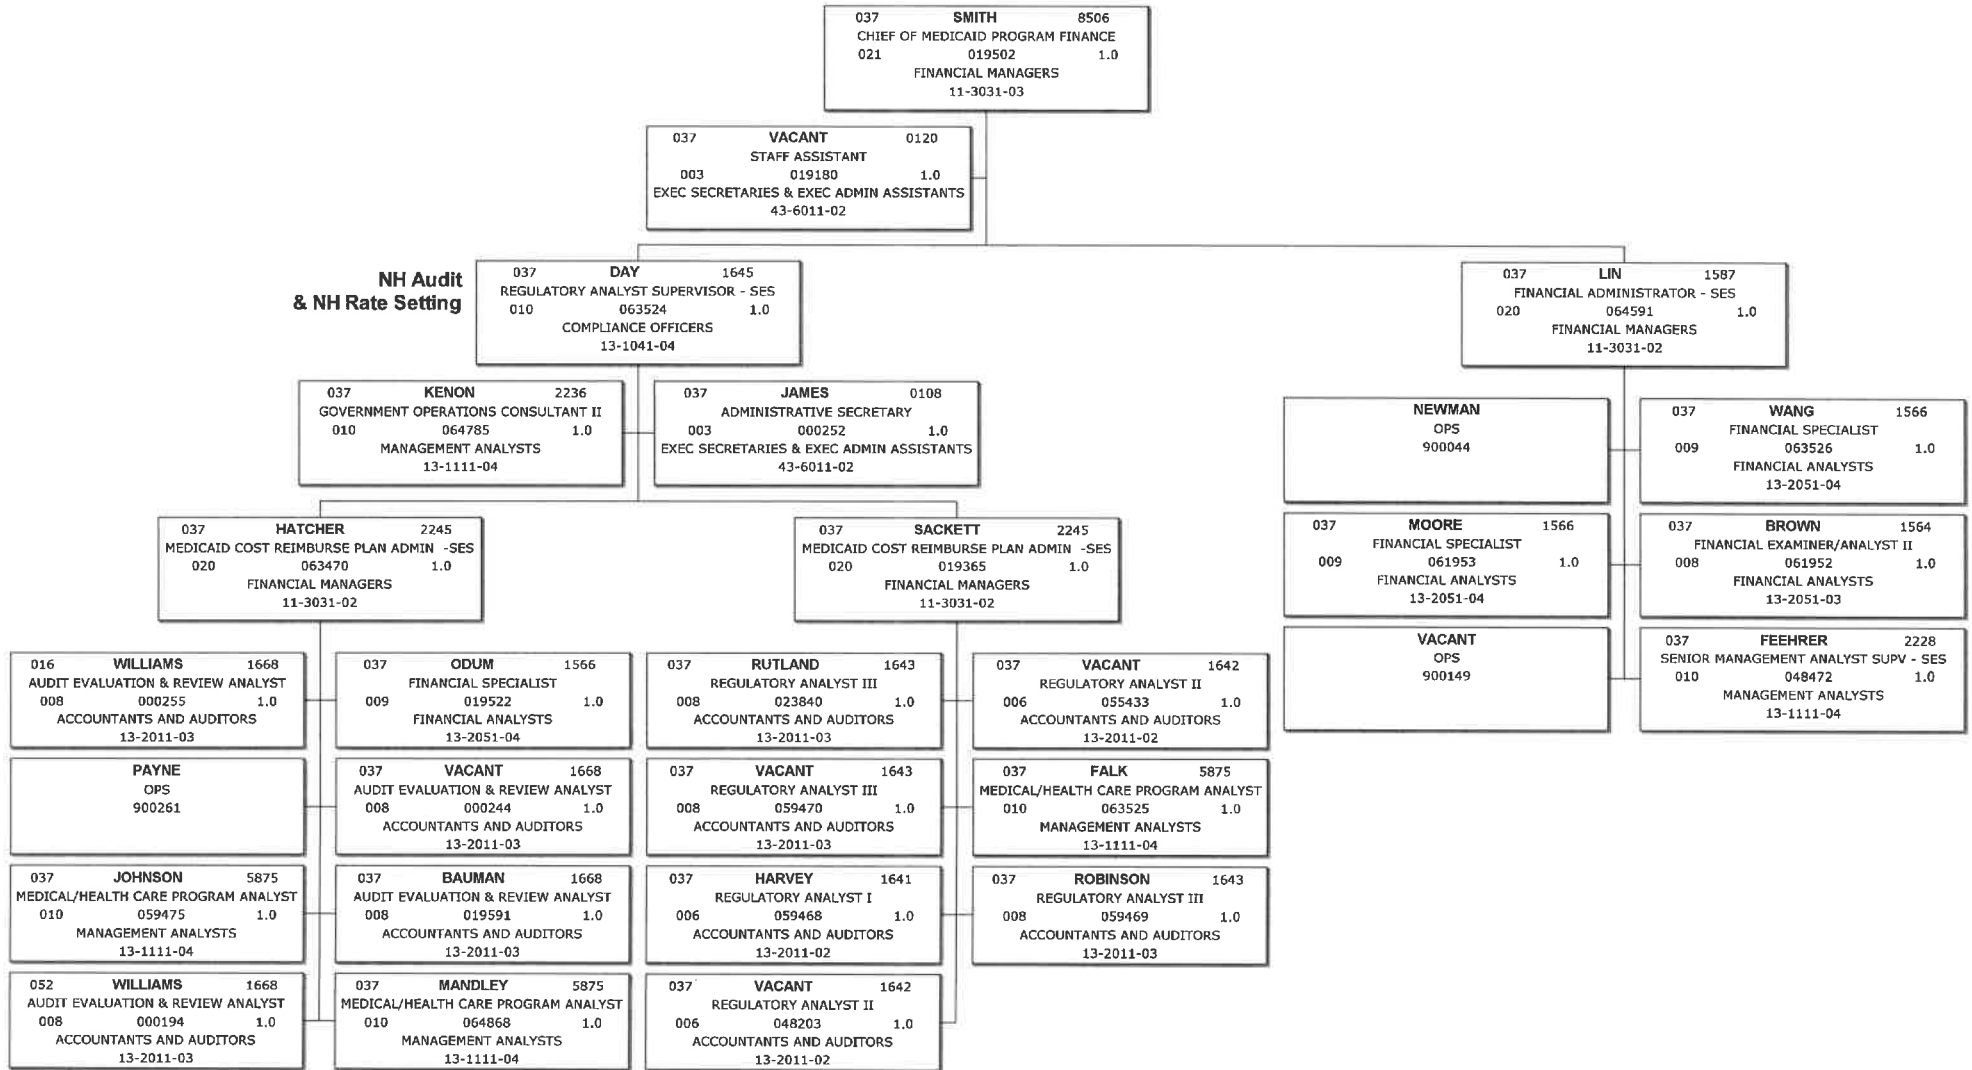 037 SMITH 8506
CHIEF OF MEDICAID PROGRAM FINANCE
021 019502 1.0
FINANCIAL MANAGERS
11-3031-03
037 VACANT 0120
STAFF ASSISTANT
003 019180 1.0
EXEC SECRETARIES & EXEC ADMIN ASSISTANTS
43-6011-02
NH Audit
& NH Rate Setting
037 DAY 1645
REGULATORY ANALYST SUPERVISOR - SES
010 063524 1.0
COMPLIANCE OFFICERS
13-1041-04
037 LIN 1587
FINANCIAL ADMINISTRATOR - SES
020 064591 1.0
FINANCIAL MANAGERS
11-3031-02
037 KENON 2236
GOVERNMENT OPERATIONS CONSULTANT II
010 064785 1.0
MANAGEMENT ANALYSTS
13-1111-04
037 JAMES 0108
ADMINISTRATIVE SECRETARY
003 000252 1.0
EXEC SECRETARIES & EXEC ADMIN ASSISTANTS
43-6011-02
NEWMAN
OPS
900044
037 WANG 1566
FINANCIAL SPECIALIST
009 063526 1.0
FINANCIAL ANALYSTS
13-2051-04
037 MOORE 1566
FINANCIAL SPECIALIST
009 061953 1.0
FINANCIAL ANALYSTS
13-2051-04
037 BROWN 1564
FINANCIAL EXAMINER/ANALYST II
008 061952 1.0
FINANCIAL ANALYSTS
13-2051-03
VACANT
OPS
900149
037 FEEHRER 2228
SENIOR MANAGEMENT ANALYST SUPV - SES
010 048472 1.0
MANAGEMENT ANALYSTS
13-1111-04
037 HATCHER 2245
MEDICAID COST REIMBURSE PLAN ADMIN -SES
020 063470 1.0
FINANCIAL MANAGERS
11-3031-02
037 SACKETT 2245
MEDICAID COST REIMBURSE PLAN ADMIN -SES
020 019365 1.0
FINANCIAL MANAGERS
11-3031-02
016 WILLIAMS 1668
AUDIT EVALUATION & REVIEW ANALYST
008 000255 1.0
ACCOUNTANTS AND AUDITORS
13-2011-03
037 ODUM 1566
FINANCIAL SPECIALIST
009 019522 1.0
FINANCIAL ANALYSTS
13-2051-04
037 RUTLAND 1643
REGULATORY ANALYST III
008 023840 1.0
ACCOUNTANTS AND AUDITORS
13-2011-03
037 VACANT 1642
REGULATORY ANALYST II
006 055433 1.0
ACCOUNTANTS AND AUDITORS
13-2011-02
PAYNE
OPS
900261
037 VACANT 1668
AUDIT EVALUATION & REVIEW ANALYST
008 000244 1.0
ACCOUNTANTS AND AUDITORS
13-2011-03
037 VACANT 1643
REGULATORY ANALYST III
008 059470 1.0
ACCOUNTANTS AND AUDITORS
13-2011-03
037 FALK 5875
MEDICAL/HEALTH CARE PROGRAM ANALYST
010 063525 1.0
MANAGEMENT ANALYSTS
13-1111-04
037 JOHNSON 5875
MEDICAL/HEALTH CARE PROGRAM ANALYST
010 059475 1.0
MANAGEMENT ANALYSTS
13-1111-04
037 BAUMAN 1668
AUDIT EVALUATION & REVIEW ANALYST
008 019591 1.0
ACCOUNTANTS AND AUDITORS
13-2011-03
037 HARVEY 1641
REGULATORY ANALYST I
006 059468 1.0
ACCOUNTANTS AND AUDITORS
13-2011-02
037 ROBINSON 1643
REGULATORY ANALYST III
008 059469 1.0
ACCOUNTANTS AND AUDITORS
13-2011-03
052 WILLIAMS 1668
AUDIT EVALUATION & REVIEW ANALYST
008 000194 1.0
ACCOUNTANTS AND AUDITORS
13-2011-03
037 MANDLEY 5875
MEDICAL/HEALTH CARE PROGRAM ANALYST
010 064868 1.0
MANAGEMENT ANALYSTS
13-1111-04
037 VACANT 1642
REGULATORY ANALYST II
006 048203 1.0
ACCOUNTANTS AND AUDITORS
13-2011-02